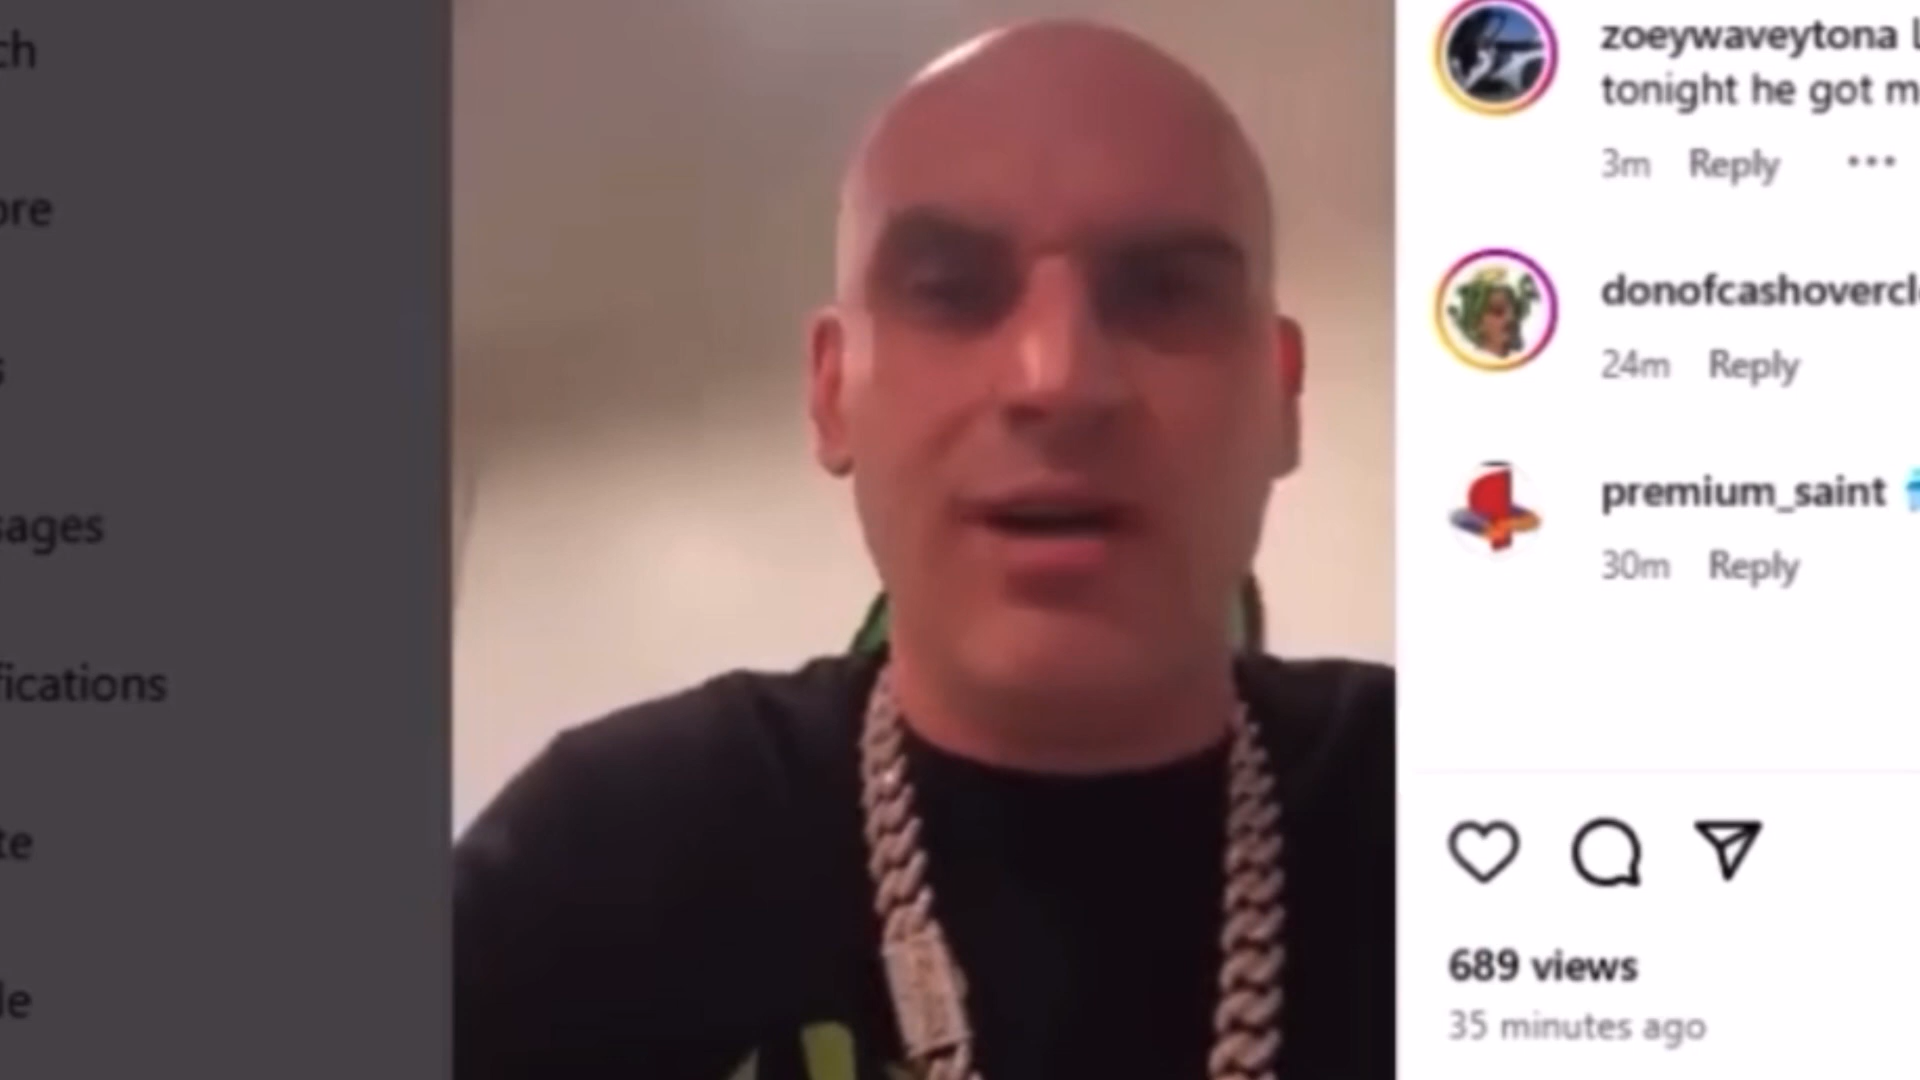 ch
ore
s
sages
fications
te
le
zoeywaveytona
tonight he got m
3m Reply
donofcashovercl
24m Reply
premium_saint
30m Reply
689 views
35 minutes ago